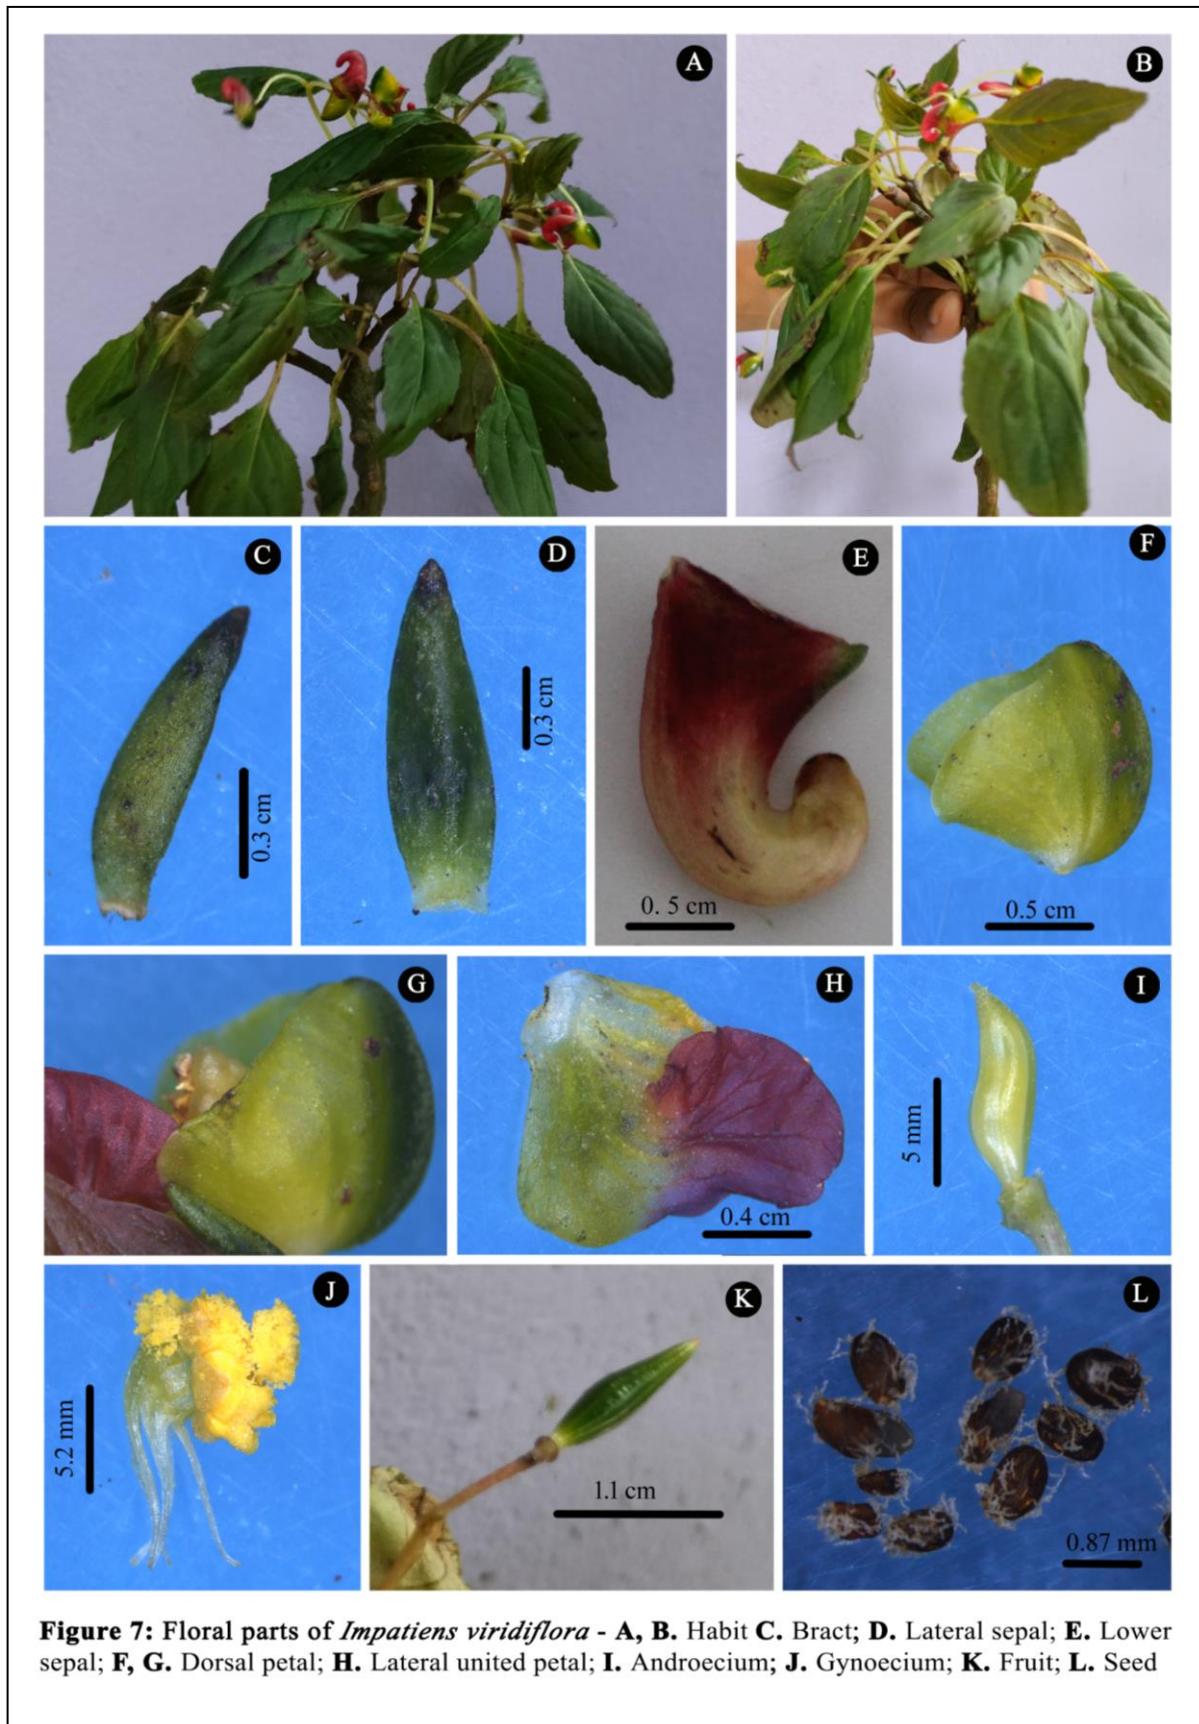 A
B
C
0.3 cm
D
0.3 cm
E
0. 5 cm
F
0.5 cm
G
H
0.4 cm
I
5 mm
J
5.2 mm
K
1.1 cm
L
0.87 mm
Figure 7: Floral parts of Impatiens viridiflora - A, B. Habit C. Bract; D. Lateral sepal; E. Lower
sepal; F, G. Dorsal petal; H. Lateral united petal; I. Androecium; J. Gynoecium; K. Fruit; L. Seed